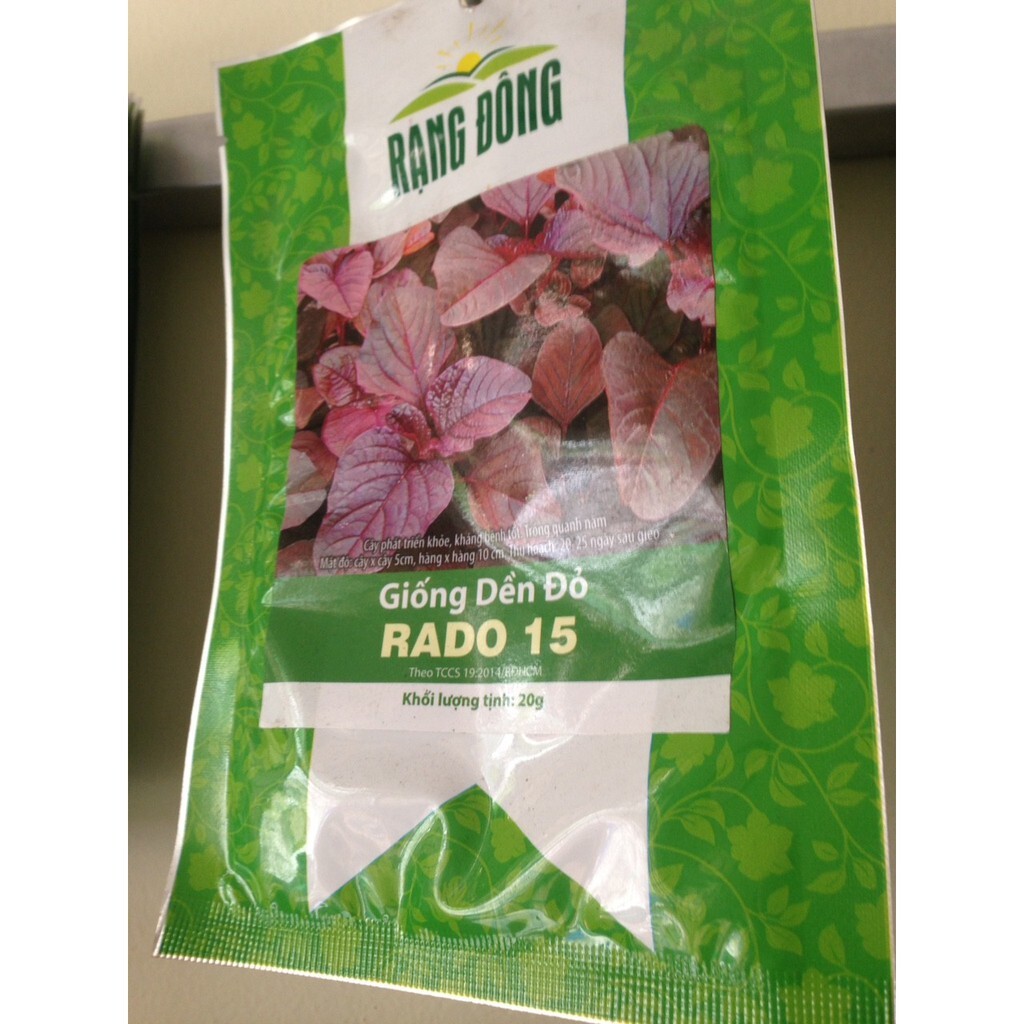 RẠNG ĐÔNG
Cây phát triển khỏe, kháng bệnh tốt. Trồng quanh năm
Mật độ: cây x cây 5cm, hàng x hàng 10 cm. Thu hoạch: 20-25 ngày sau gieo
Giống Dền Đỏ
RADO 15
Theo TCCS 19:2014/RĐHCM
Khối lượng tịnh: 20g